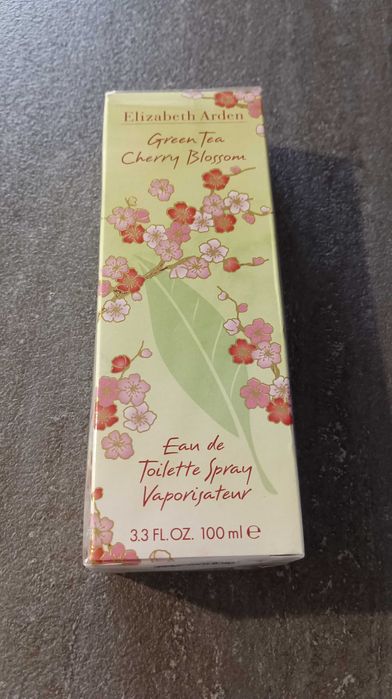 Elizabeth Arden
Green Tea
Cherry Blossom
Eau de
Toilette Spray
Vaporisateur
3.3 FL.OZ. 100 ml ℮